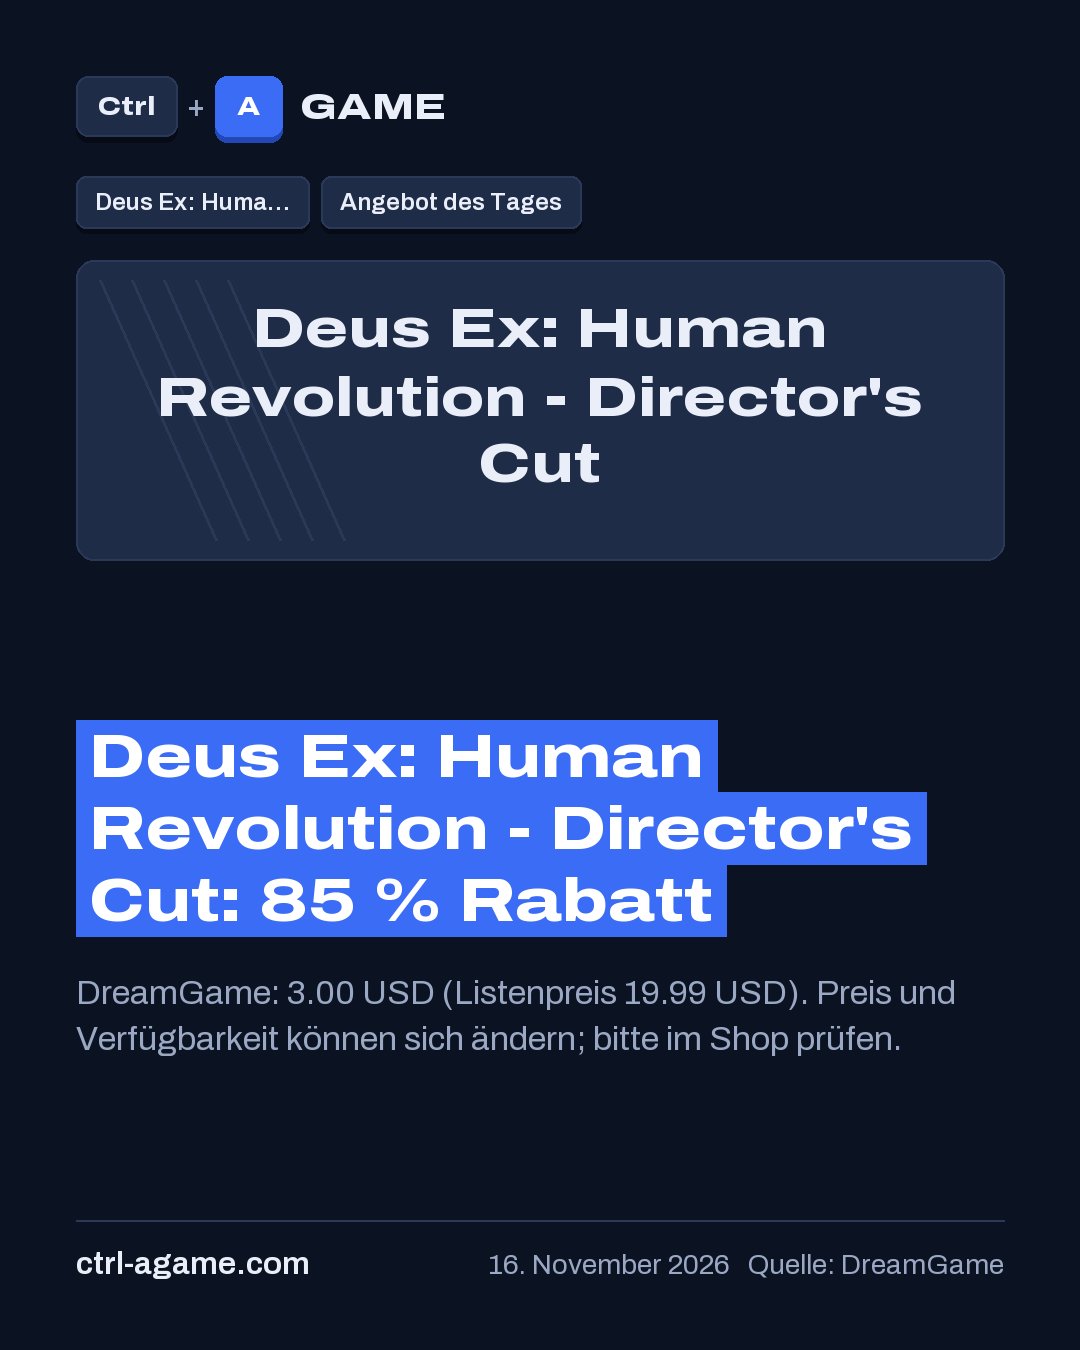 Ctrl + A GAME
Deus Ex: Huma... Angebot des Tages
Deus Ex: Human
Revolution - Director's
Cut
Deus Ex: Human
Revolution - Director's
Cut: 85 % Rabatt
DreamGame: 3.00 USD (Listenpreis 19.99 USD). Preis und
Verfügbarkeit können sich ändern; bitte im Shop prüfen.
ctrl-agame.com 16. November 2026 Quelle: DreamGame